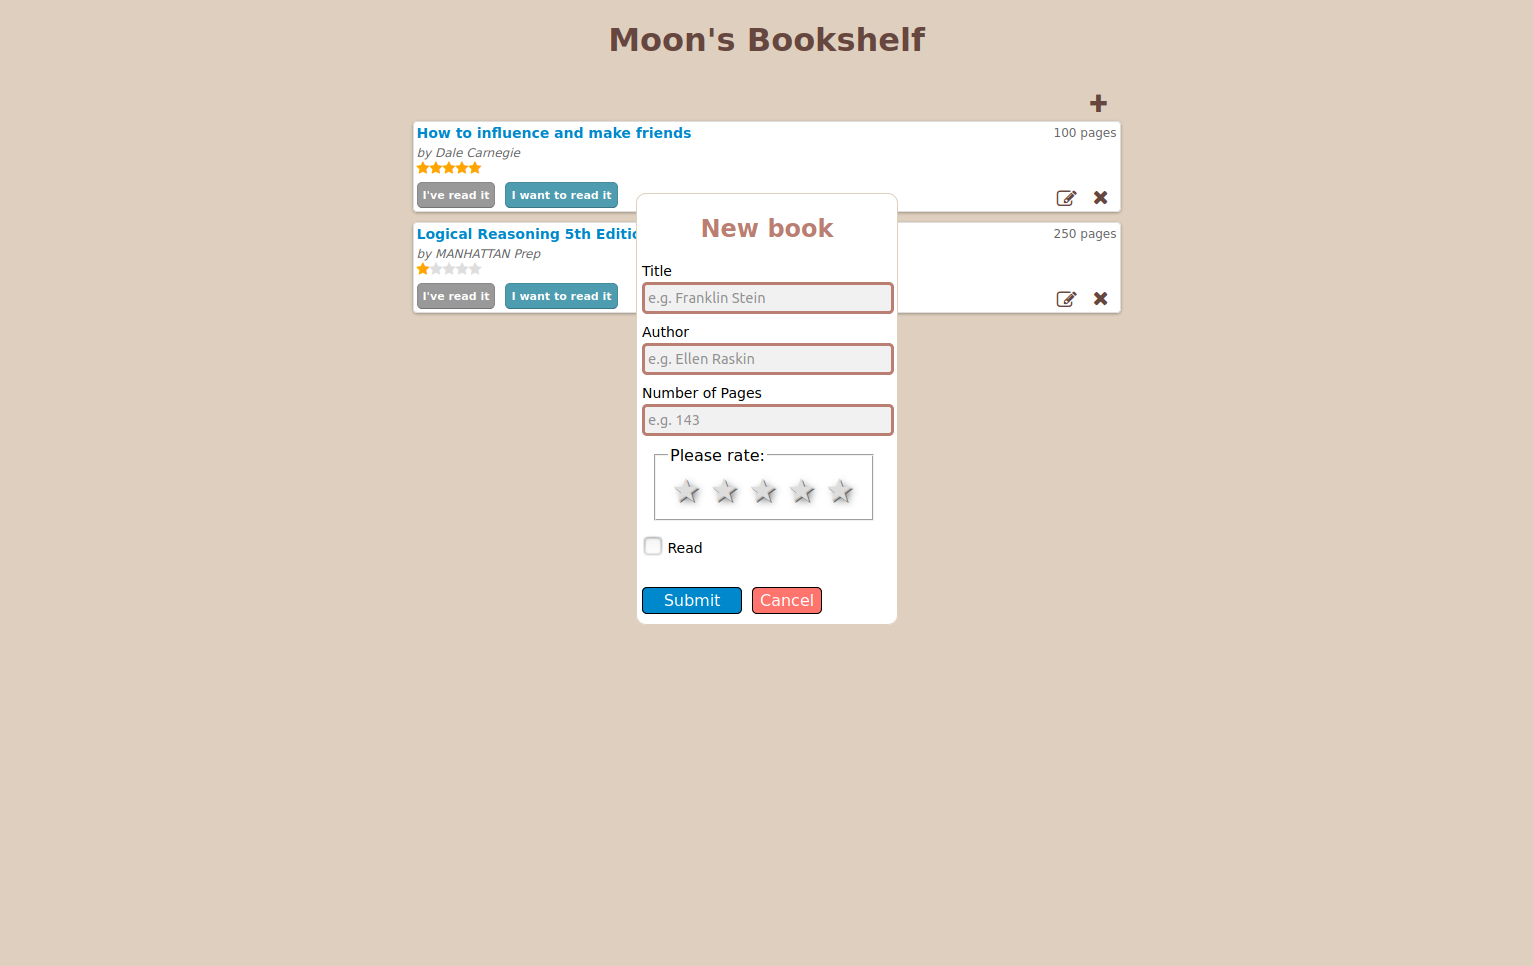 Moon's Bookshelf
How to influence and make friends
100 pages
by Dale Carnegie
I've read it
I want to read it
Logical Reasoning 5th
250 pages
by MANHATTAN Prep
I've read it
I want to read it
New book
Title
e.g. Franklin Stein
Author
e.g. Ellen Raskin
Number of Pages
e.g. 143
Please rate:
Read
Submit
Cancel